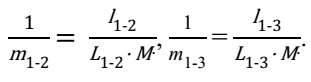 1/m₁₋₂ = l₁₋₂/(L₁₋₂ · M), 1/m₁₋₃ = l₁₋₃/(L₁₋₃ · M).